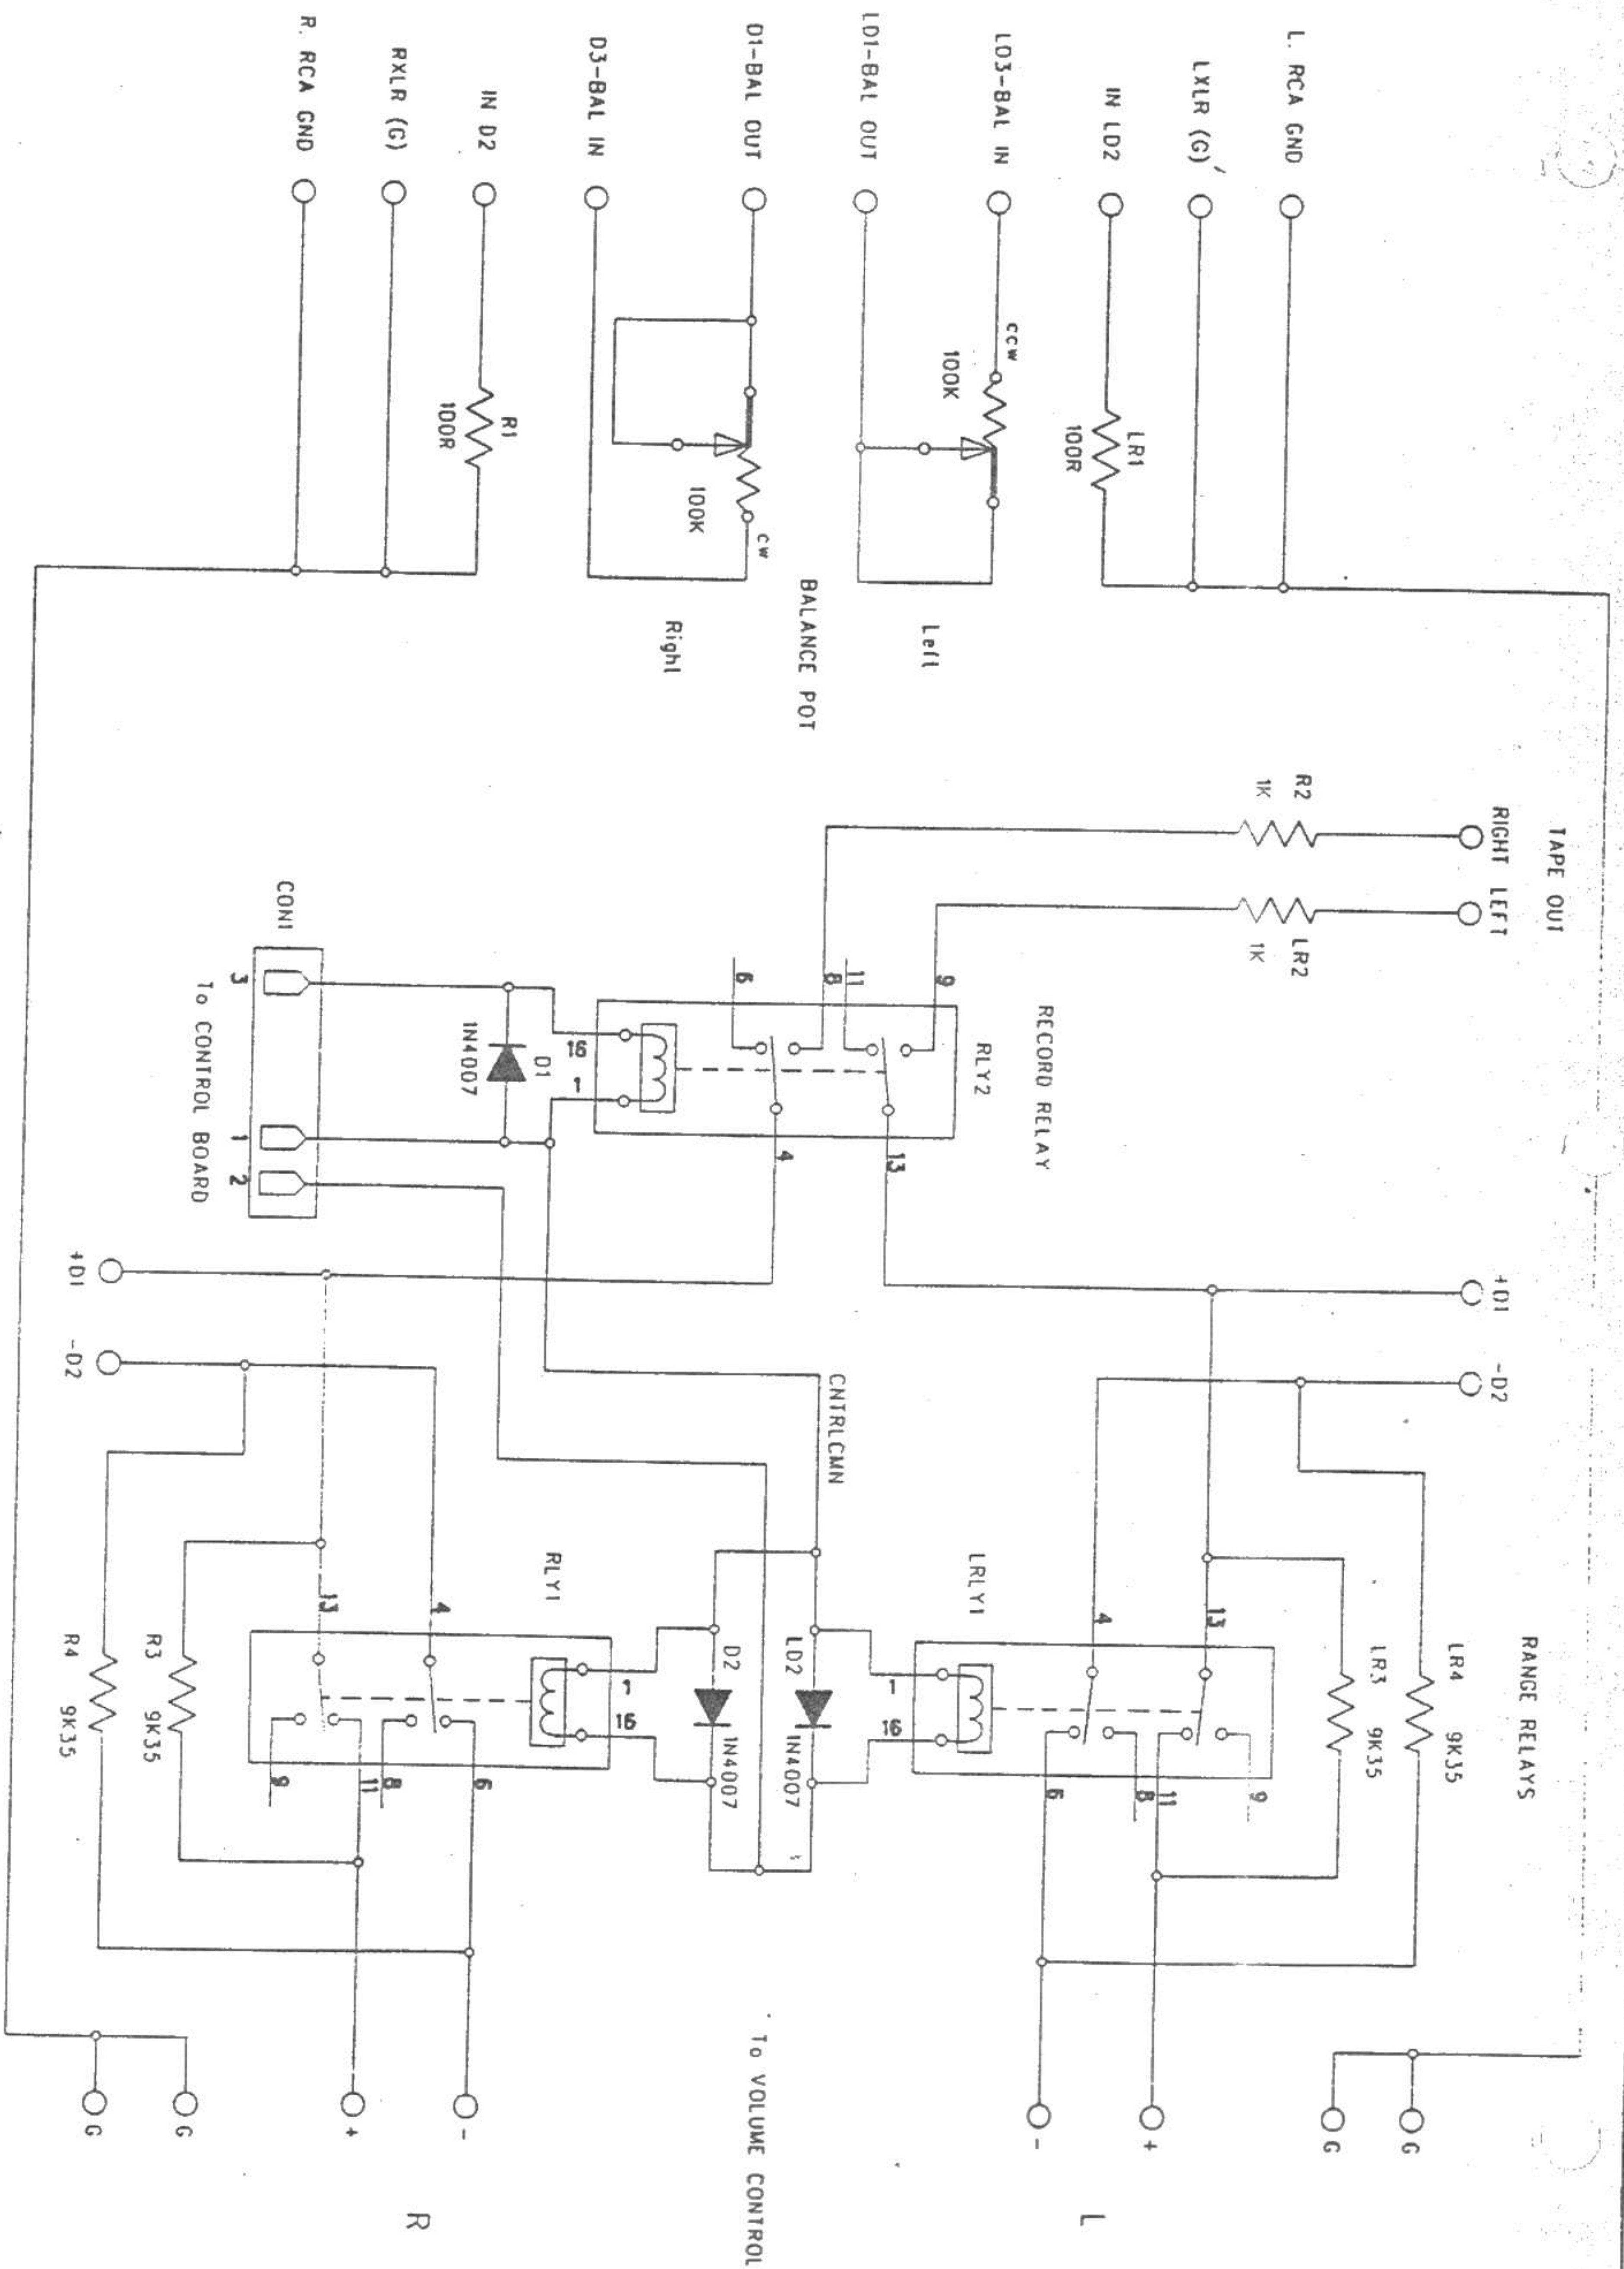 L. RCA GND
LXLR (G)
IN LD2
LR1
100R
LD3-BAL IN
CCW
100K
LD1-BAL OUT
Left
BALANCE POT
D1-BAL OUT
100K
CW
D3-BAL IN
Right
IN D2
R1
100R
RXLR (G)
R. RCA GND
TAPE OUT
RIGHT LEFT
R2
1K
LR2
1K
RECORD RELAY
RLY2
9
11
8
6
13
4
16
1
D1
1N4007
CON1
3
1
2
To CONTROL BOARD
+D1
-D2
+D1
-D2
CNTRLCMN
RANGE RELAYS
LR4 9K35
LR3 9K35
LRLY1
13
4
9
11
8
6
1
16
LD2 1N4007
D2 1N4007
RLY1
1
16
4
13
6
8
11
9
R3 9K35
R4 9K35
To VOLUME CONTROL
G
G
+
-
L
-
+
G
G
R